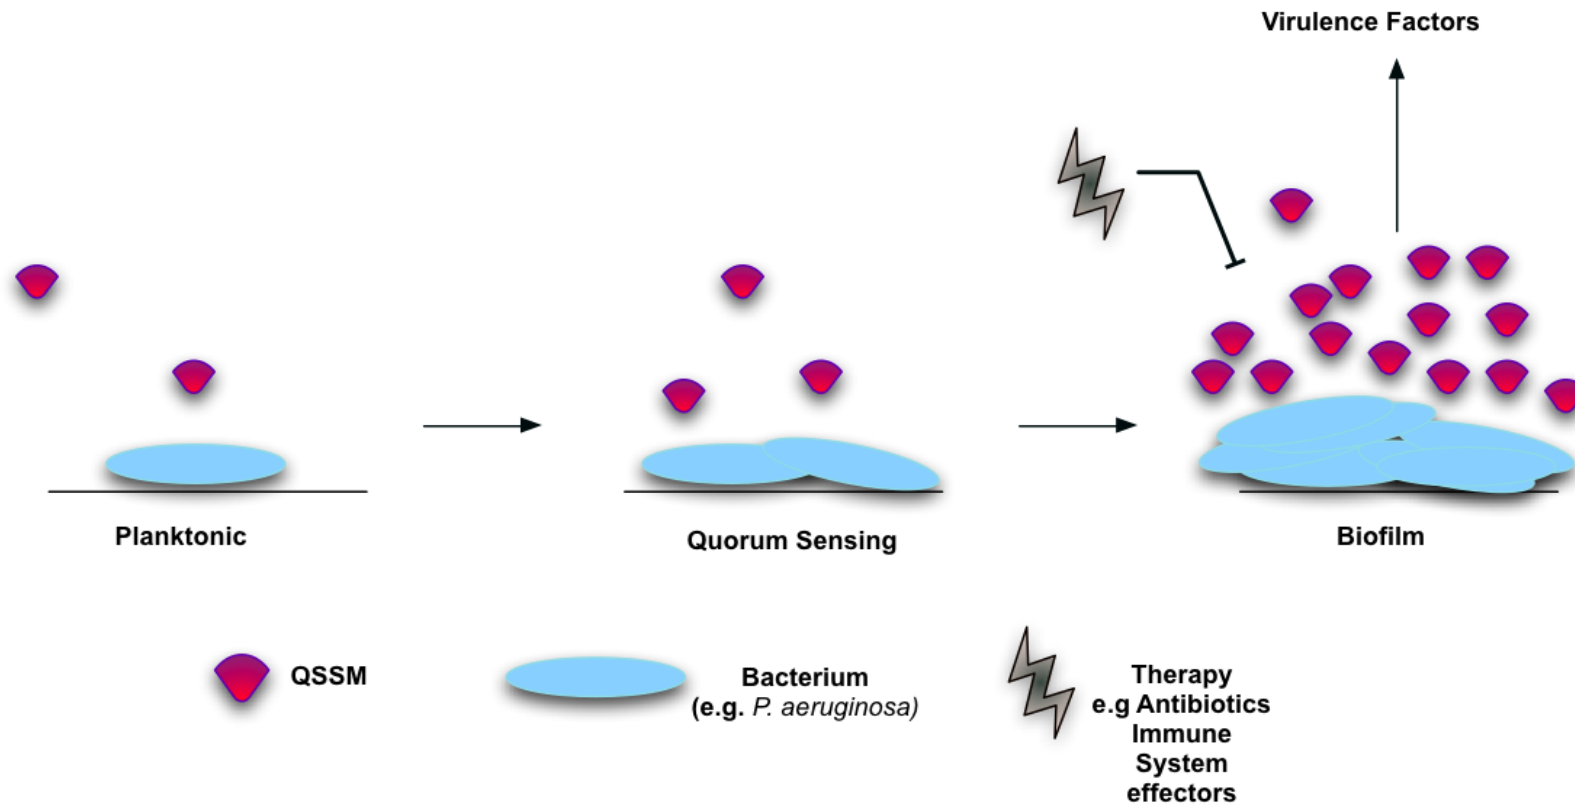 Virulence Factors
Planktonic
Quorum Sensing
Biofilm
QSSM
Bacterium
(e.g. P. aeruginosa)
Therapy
e.g Antibiotics
Immune
System
effectors